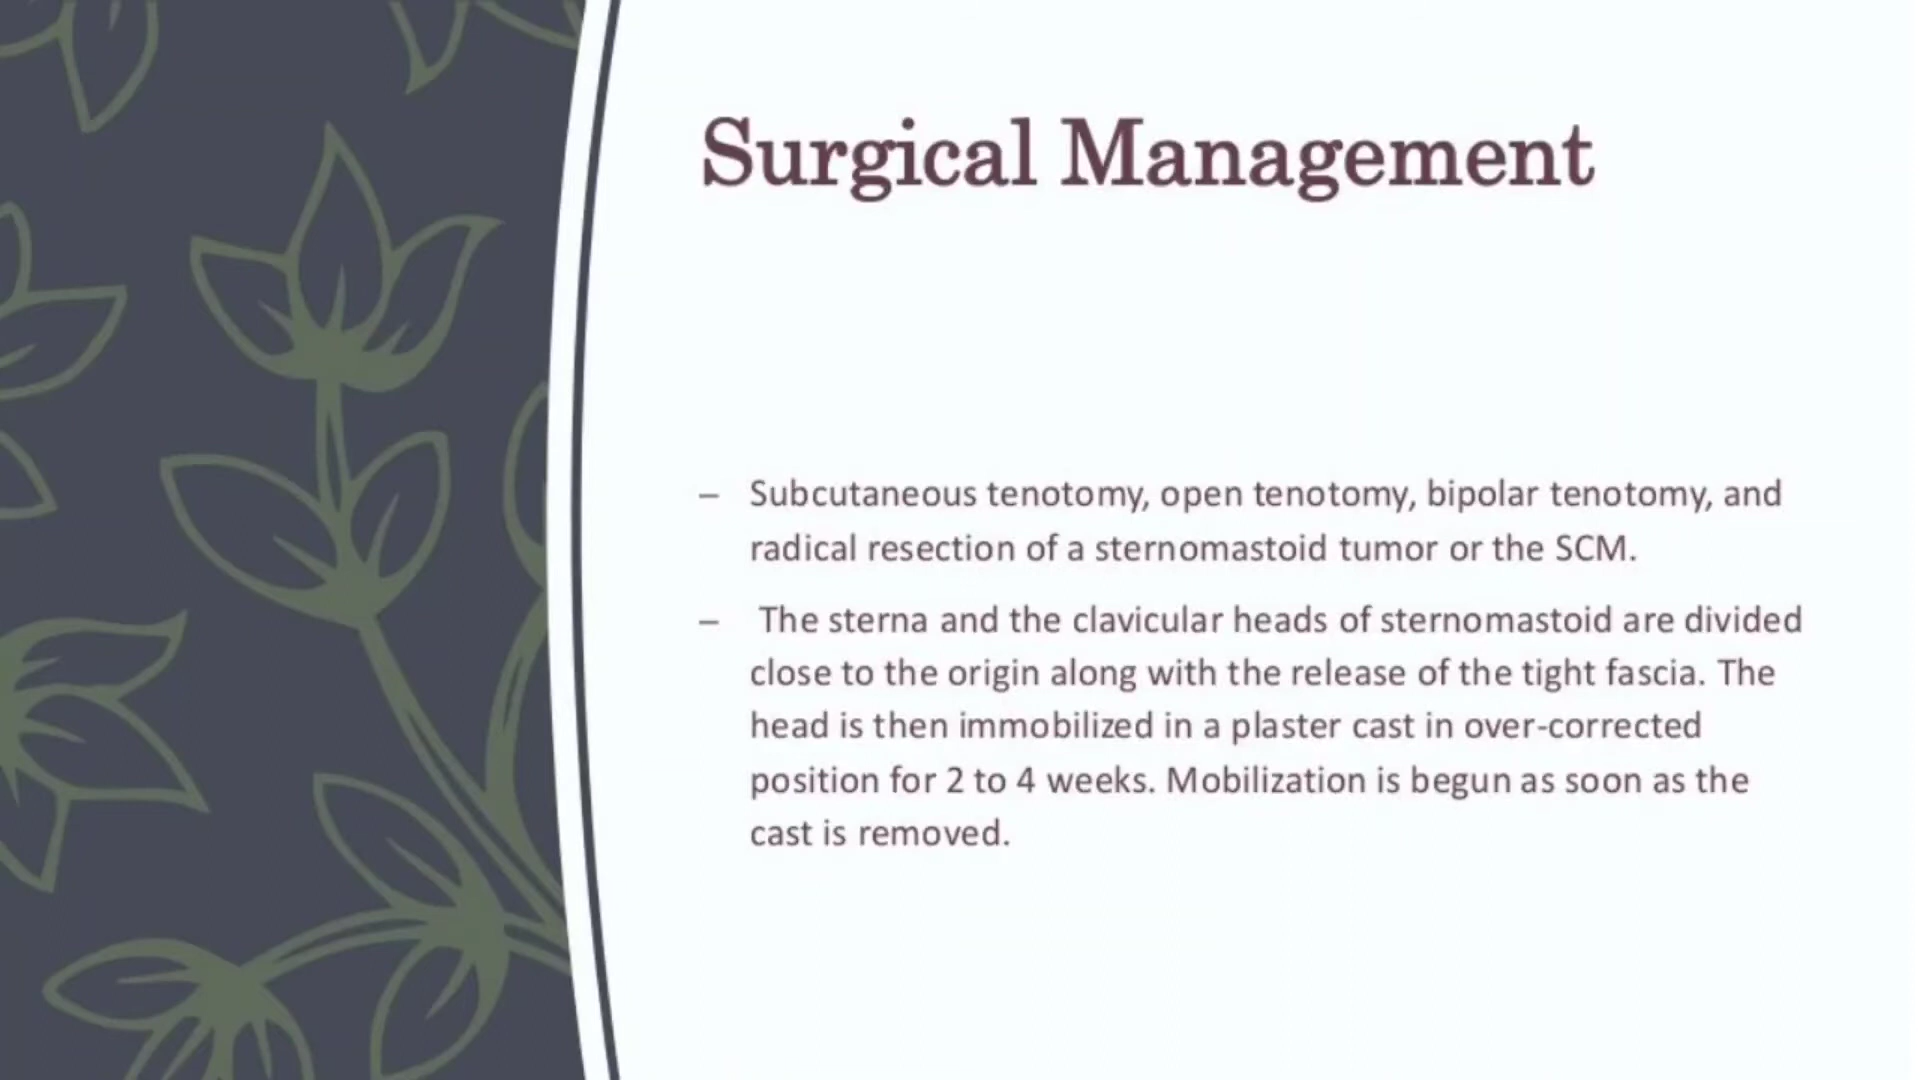 Surgical Management
– Subcutaneous tenotomy, open tenotomy, bipolar tenotomy, and
radical resection of a sternomastoid tumor or the SCM.
– The sterna and the clavicular heads of sternomastoid are divided
close to the origin along with the release of the tight fascia. The
head is then immobilized in a plaster cast in over-corrected
position for 2 to 4 weeks. Mobilization is begun as soon as the
cast is removed.